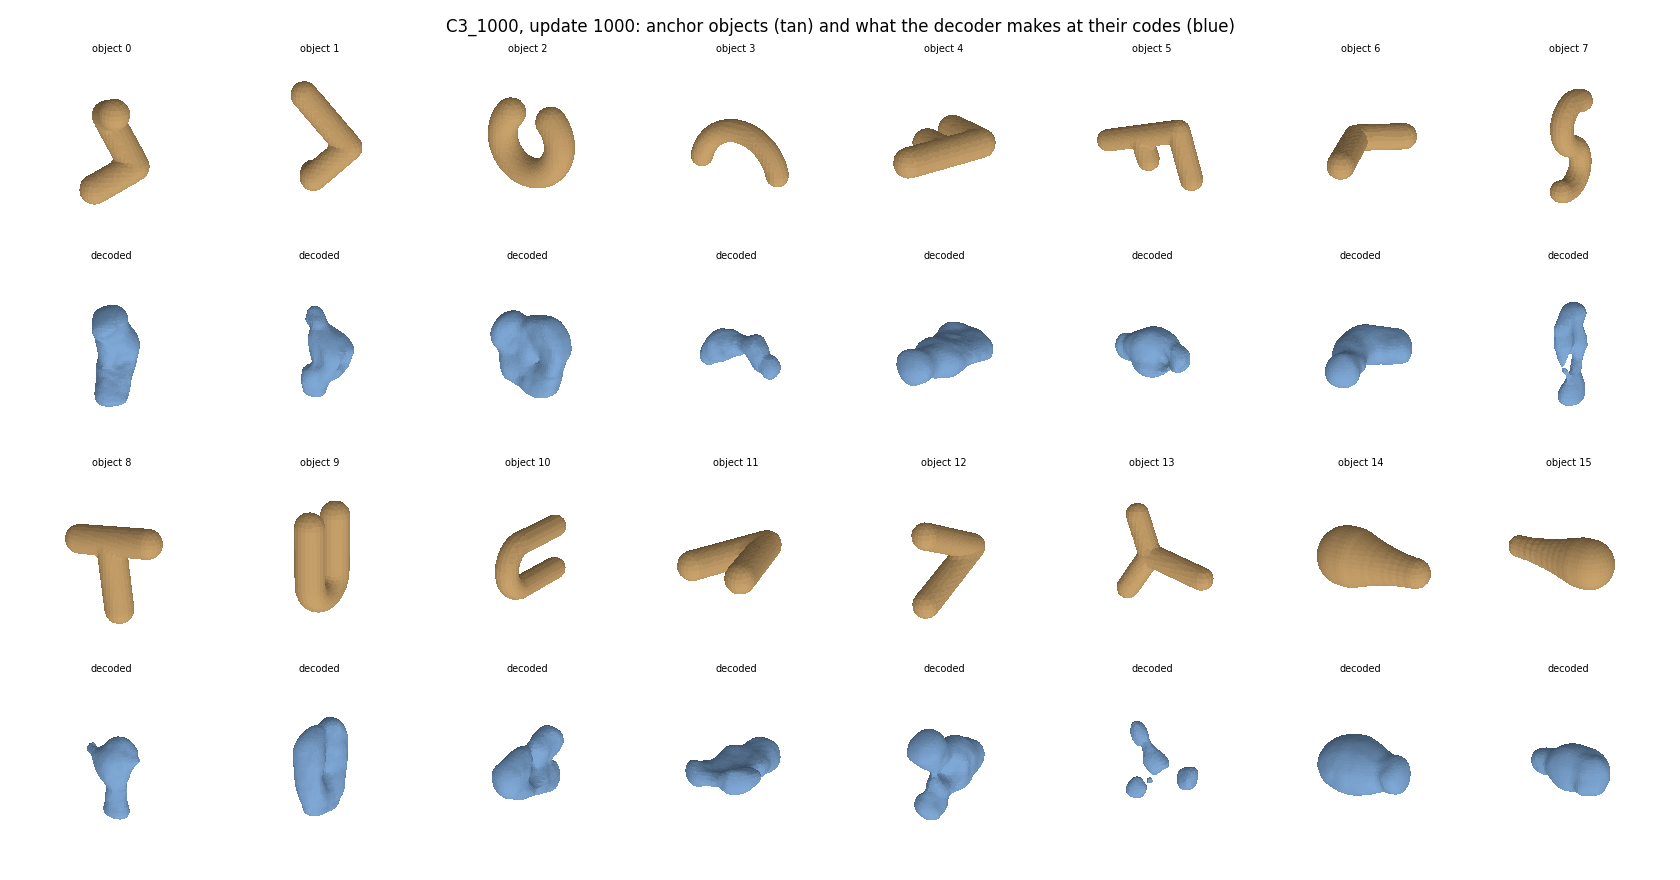 C3_1000, update 1000: anchor objects (tan) and what the decoder makes at their codes (blue)
object 0 object 1 object 2 object 3 object 4 object 5 object 6 object 7
decoded decoded decoded decoded decoded decoded decoded decoded
object 8 object 9 object 10 object 11 object 12 object 13 object 14 object 15
decoded decoded decoded decoded decoded decoded decoded decoded